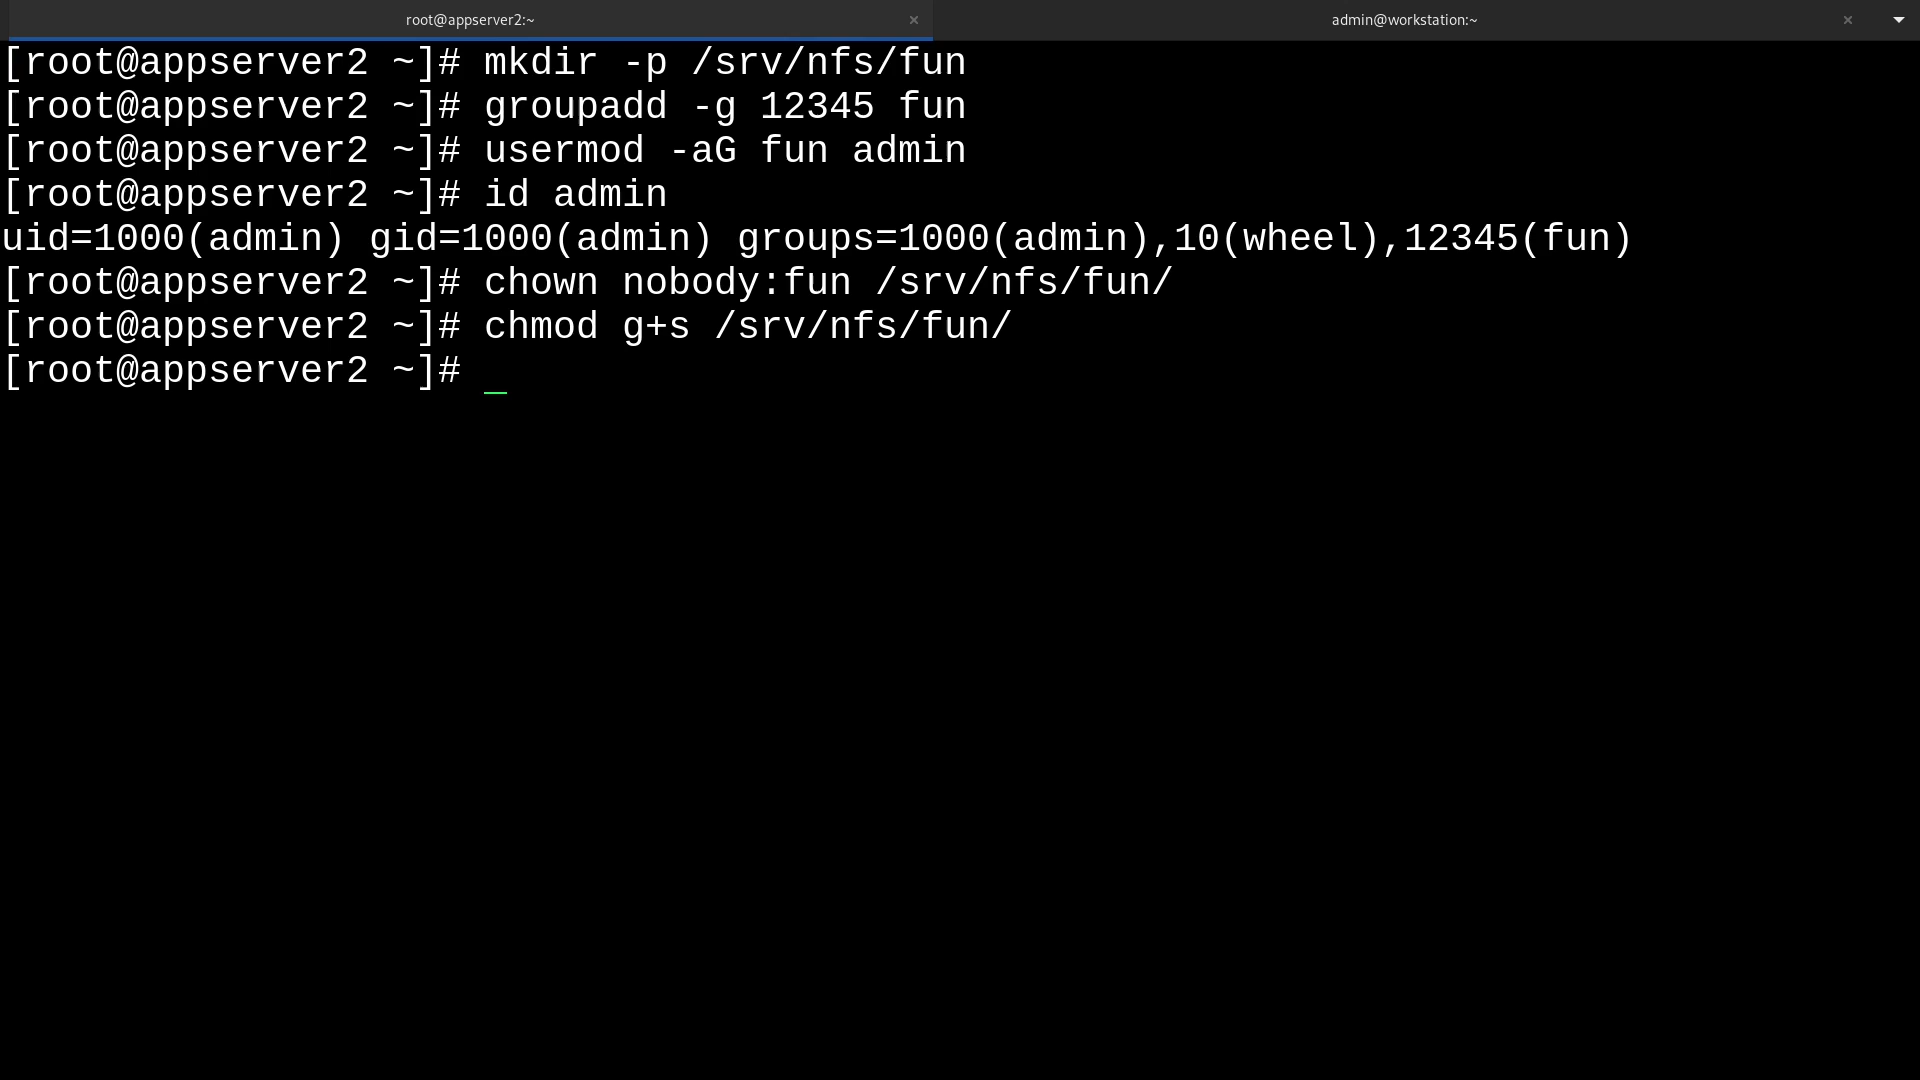 root@appserver2:~ × admin@workstation:~ ×
[root@appserver2 ~]# mkdir -p /srv/nfs/fun
[root@appserver2 ~]# groupadd -g 12345 fun
[root@appserver2 ~]# usermod -aG fun admin
[root@appserver2 ~]# id admin
uid=1000(admin) gid=1000(admin) groups=1000(admin),10(wheel),12345(fun)
[root@appserver2 ~]# chown nobody:fun /srv/nfs/fun/
[root@appserver2 ~]# chmod g+s /srv/nfs/fun/
[root@appserver2 ~]# _